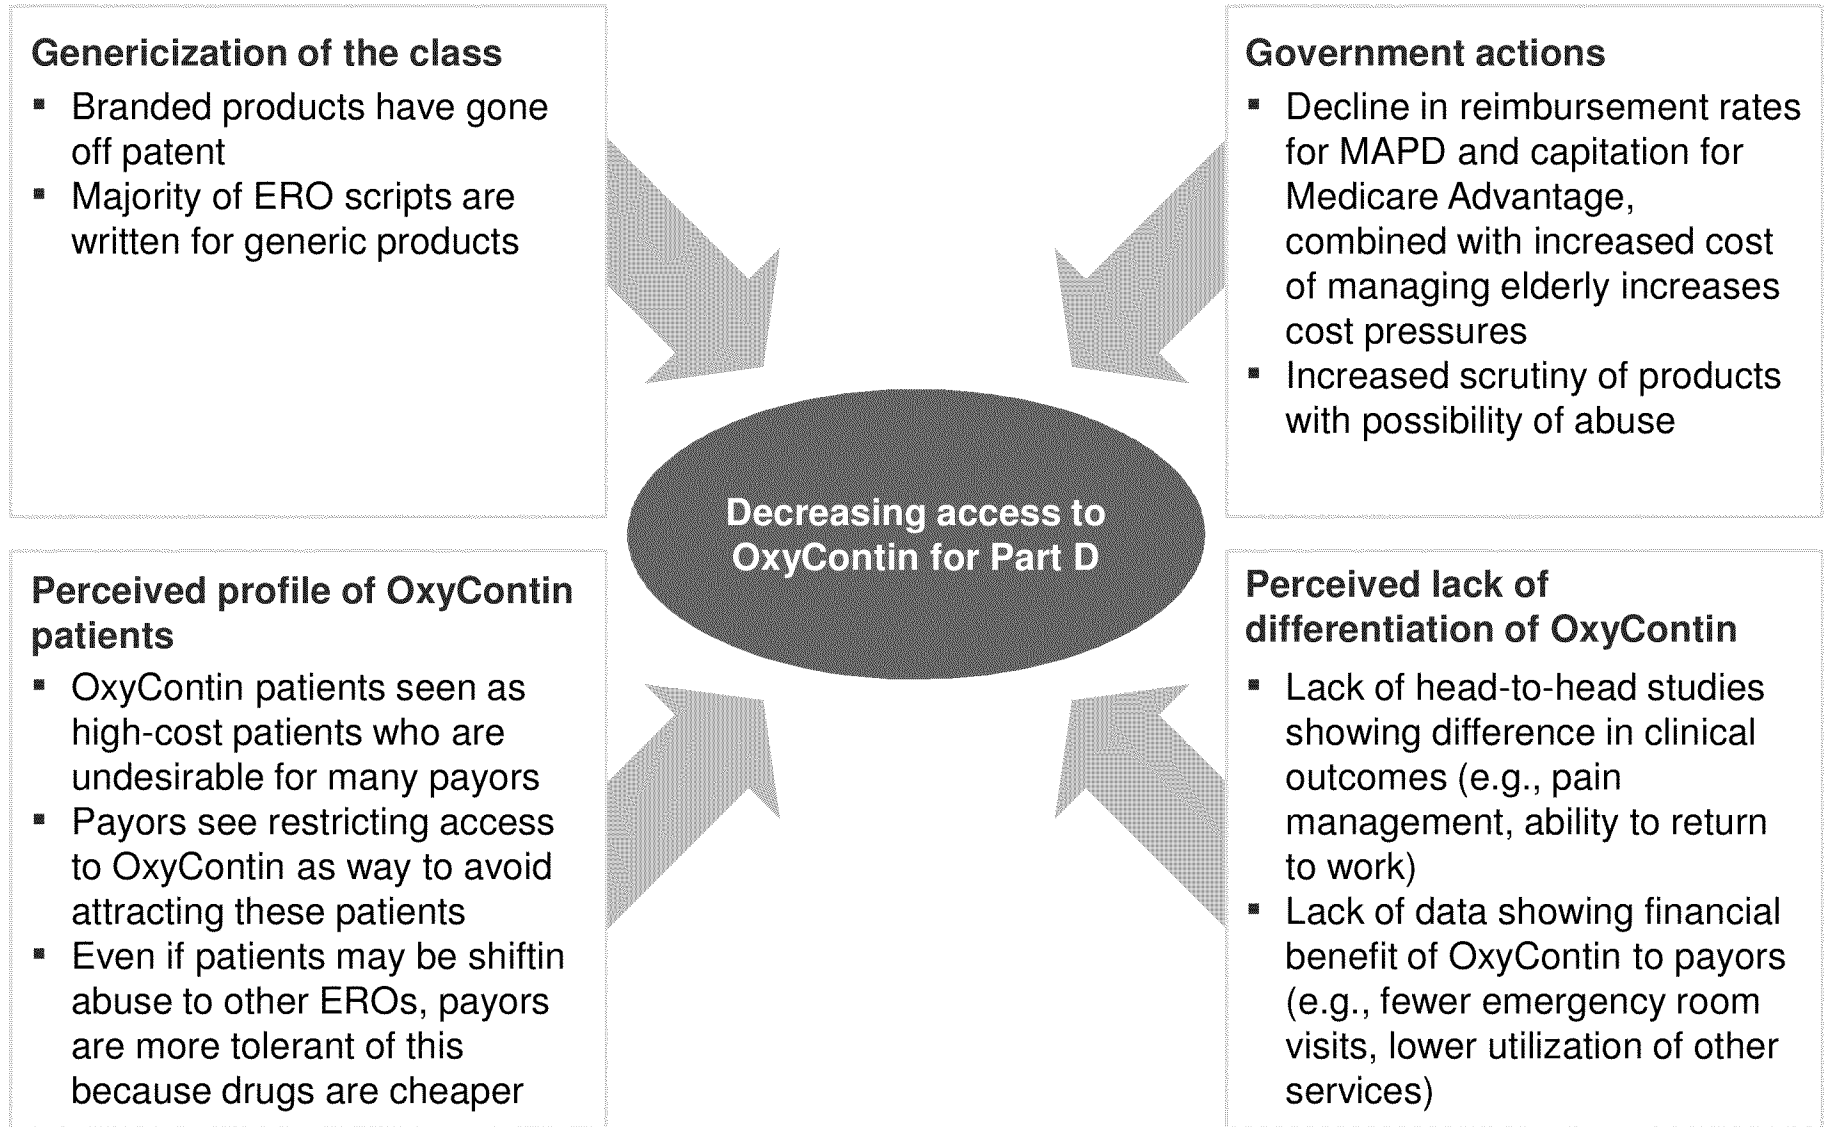 Genericization of the class
▪ Branded products have gone
off patent
▪ Majority of ERO scripts are
written for generic products
Government actions
▪ Decline in reimbursement rates
for MAPD and capitation for
Medicare Advantage,
combined with increased cost
of managing elderly increases
cost pressures
▪ Increased scrutiny of products
with possibility of abuse
Decreasing access to
OxyContin for Part D
Perceived profile of OxyContin
patients
▪ OxyContin patients seen as
high-cost patients who are
undesirable for many payors
▪ Payors see restricting access
to OxyContin as way to avoid
attracting these patients
▪ Even if patients may be shiftin
abuse to other EROs, payors
are more tolerant of this
because drugs are cheaper
Perceived lack of
differentiation of OxyContin
▪ Lack of head-to-head studies
showing difference in clinical
outcomes (e.g., pain
management, ability to return
to work)
▪ Lack of data showing financial
benefit of OxyContin to payors
(e.g., fewer emergency room
visits, lower utilization of other
services)